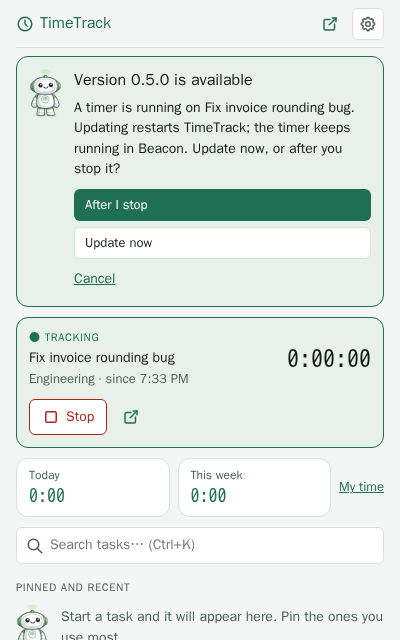 TimeTrack
Version 0.5.0 is available
A timer is running on Fix invoice rounding bug.
Updating restarts TimeTrack; the timer keeps
running in Beacon. Update now, or after you
stop it?
After I stop
Update now
Cancel
TRACKING
Fix invoice rounding bug
0:00:00
Engineering · since 7:33 PM
Stop
Today
0:00
This week
0:00
My time
Search tasks··· (Ctrl+K)
PINNED AND RECENT
Start a task and it will appear here. Pin the ones you
use most.